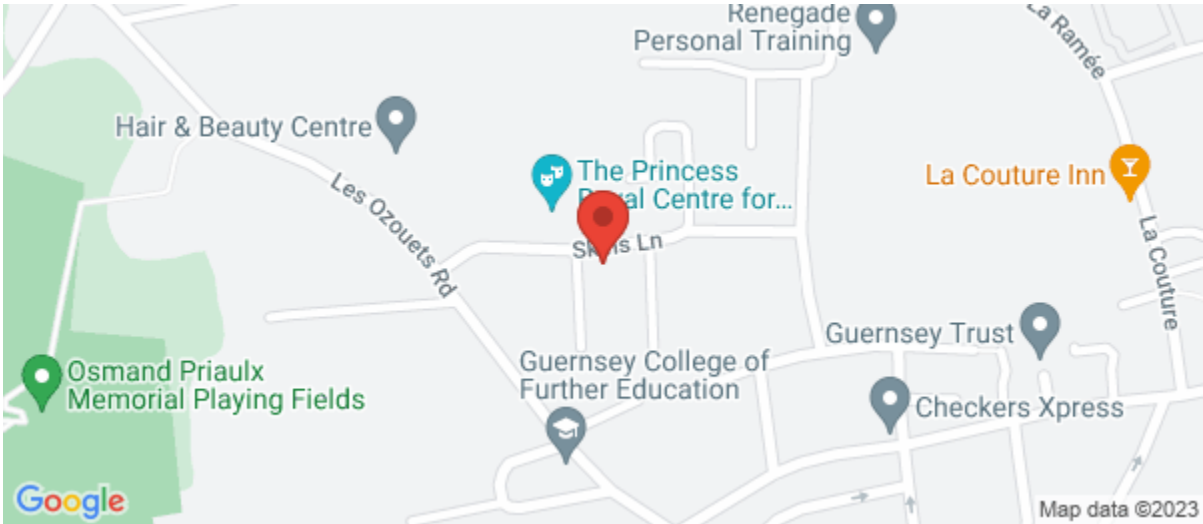 Renegade
Personal Training
La Ramée
Hair & Beauty Centre
The Princess
Centre for...
La Couture Inn
Les Ozouets Rd
Ln
La Couture
Guernsey Trust
Guernsey College of
Further Education
Osmand Priaulx
Memorial Playing Fields
Checkers Xpress
Google
Map data ©2023